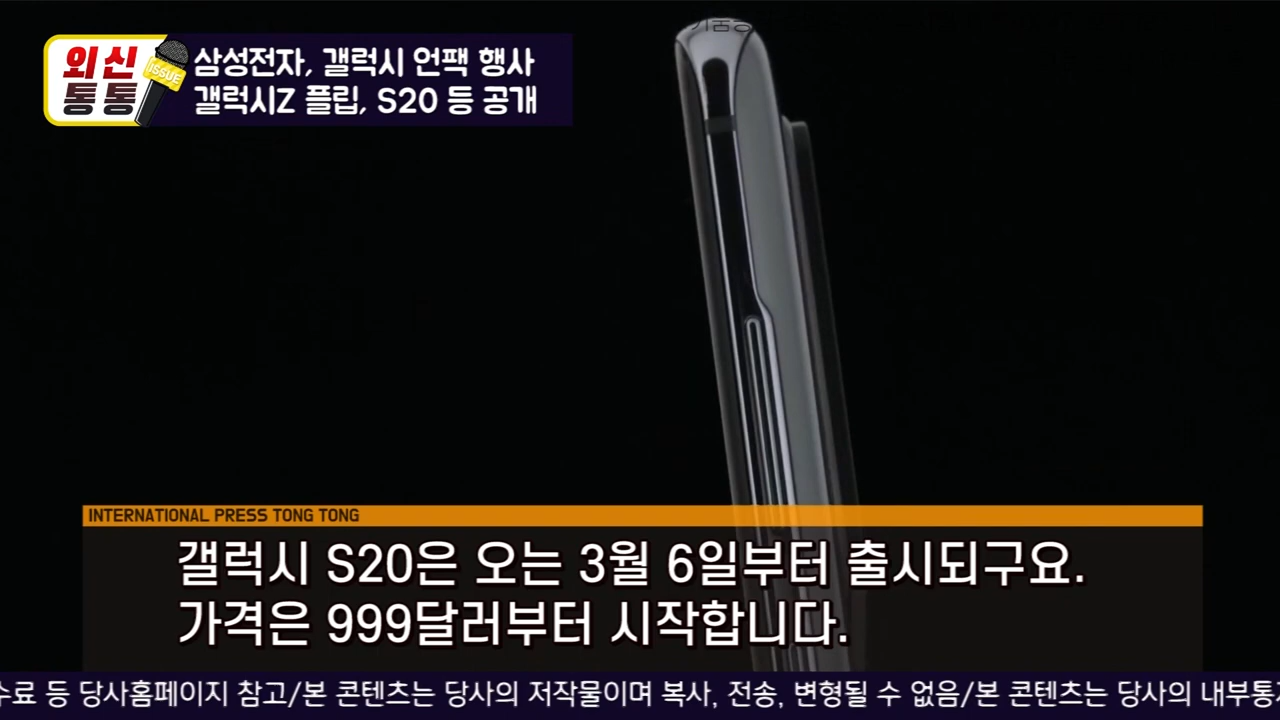 외신
통통
ISSUE
삼성전자, 갤럭시 언팩 행사
갤럭시Z 플립, S20 등 공개
INTERNATIONAL PRESS TONG TONG
갤럭시 S20은 오는 3월 6일부터 출시되구요.
가격은 999달러부터 시작합니다.
수료 등 당사홈페이지 참고/본 콘텐츠는 당사의 저작물이며 복사, 전송, 변형될 수 없음/본 콘텐츠는 당사의 내부통